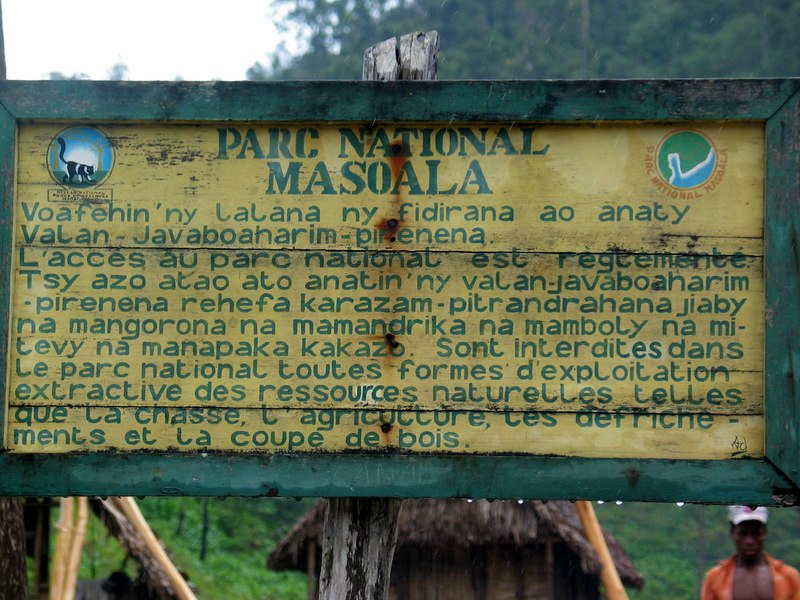 PARC NATIONAL
MASOALA
PARC NATIONAL MASOALA
Voafehin'ny lalana ny fidirana ao anaty
Valan-Javaboaharim-pirenena.
L'accès au parc national est réglementé.
Tsy azo atao ato anatin'ny valan-javaboaharim
-pirenena rehefa karazam-pitrandrahana jiaby
na mangorona na mamandrika na mamboly na mi-
tevy na manapaka kakazo. Sont interdites dans
le parc national toutes formes d'exploitation
extractive des ressources naturelles telles
que la chasse, l'agriculture, les défriche-
ments et la coupe de bois.